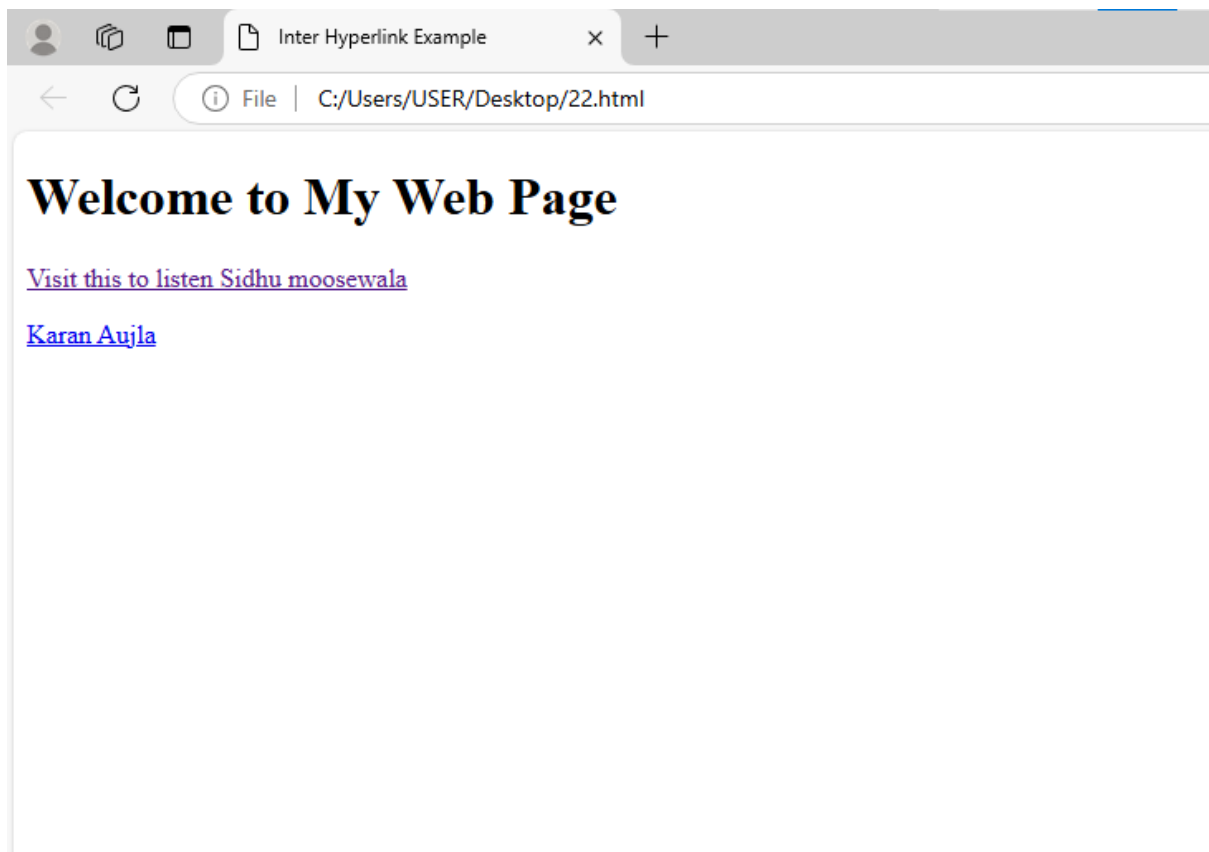 Inter Hyperlink Example
File | C:/Users/USER/Desktop/22.html
Welcome to My Web Page
Visit this to listen Sidhu moosewala
Karan Aujla